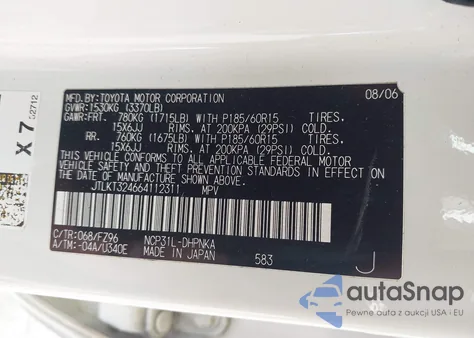 MFD.BY:TOYOTA MOTOR CORPORATION 08/06
GVWR:1530KG (3370LB)
GAWR:FRT. 780KG (1715LB) WITH P185/60R15 TIRES,
15X6JJ RIMS, AT 200KPA (29PSI) COLD.
RR. 760KG (1675LB) WITH P185/60R15 TIRES,
15X6JJ RIMS, AT 200KPA (29PSI) COLD.
THIS VEHICLE CONFORMS TO ALL APPLICABLE FEDERAL MOTOR
VEHICLE SAFETY AND THEFT PREVENTION STANDARDS IN EFFECT ON
THE DATE OF MANUFACTURE SHOWN ABOVE.
JTLKT324664112311 MPV
C/TR:068/FZ96 NCP31L-DHPNKA
A/TM:-04A/U340E MADE IN JAPAN 583 J
X 7
52712
autoSnap
Pewne auta z aukcji USA i EU